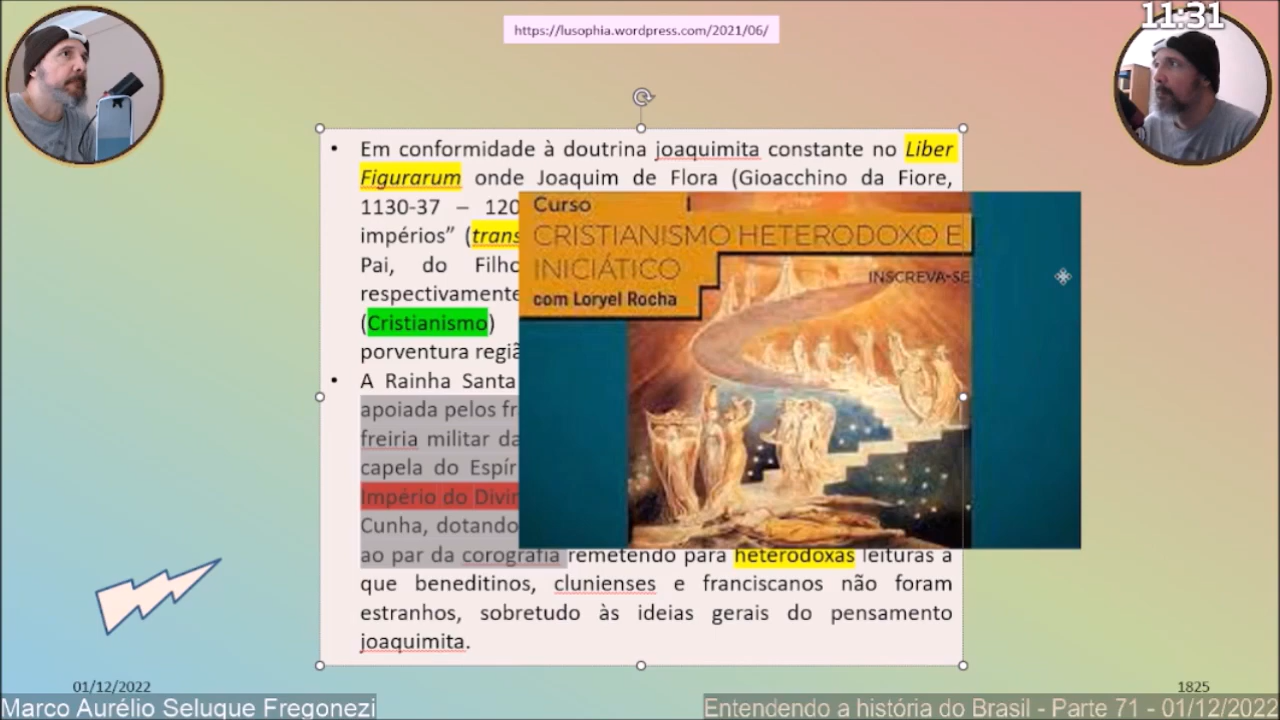 11:31
https://lusophia.wordpress.com/2021/06/
• Em conformidade à doutrina joaquimita constante no Liber
Figurarum onde Joaquim de Flora (Gioacchino da Fiore,
1130-37 – 120
impérios” (trans
Pai, do Filho
respectivamente
(Cristianismo)
porventura regiã
• A Rainha Santa
apoiada pelos fr
freiria militar da
capela do Espír
Império do Divin
Cunha, dotando
ao par da corografia remetendo para heterodoxas leituras a
que beneditinos, clunienses e franciscanos não foram
estranhos, sobretudo às ideias gerais do pensamento
joaquimita.
Curso
CRISTIANISMO HETERODOXO E
INICIÁTICO
INSCREVA-SE
com Loryel Rocha
01/12/2022
1825
Marco Aurélio Seluque Fregonezi
Entendendo a história do Brasil - Parte 71 - 01/12/2022